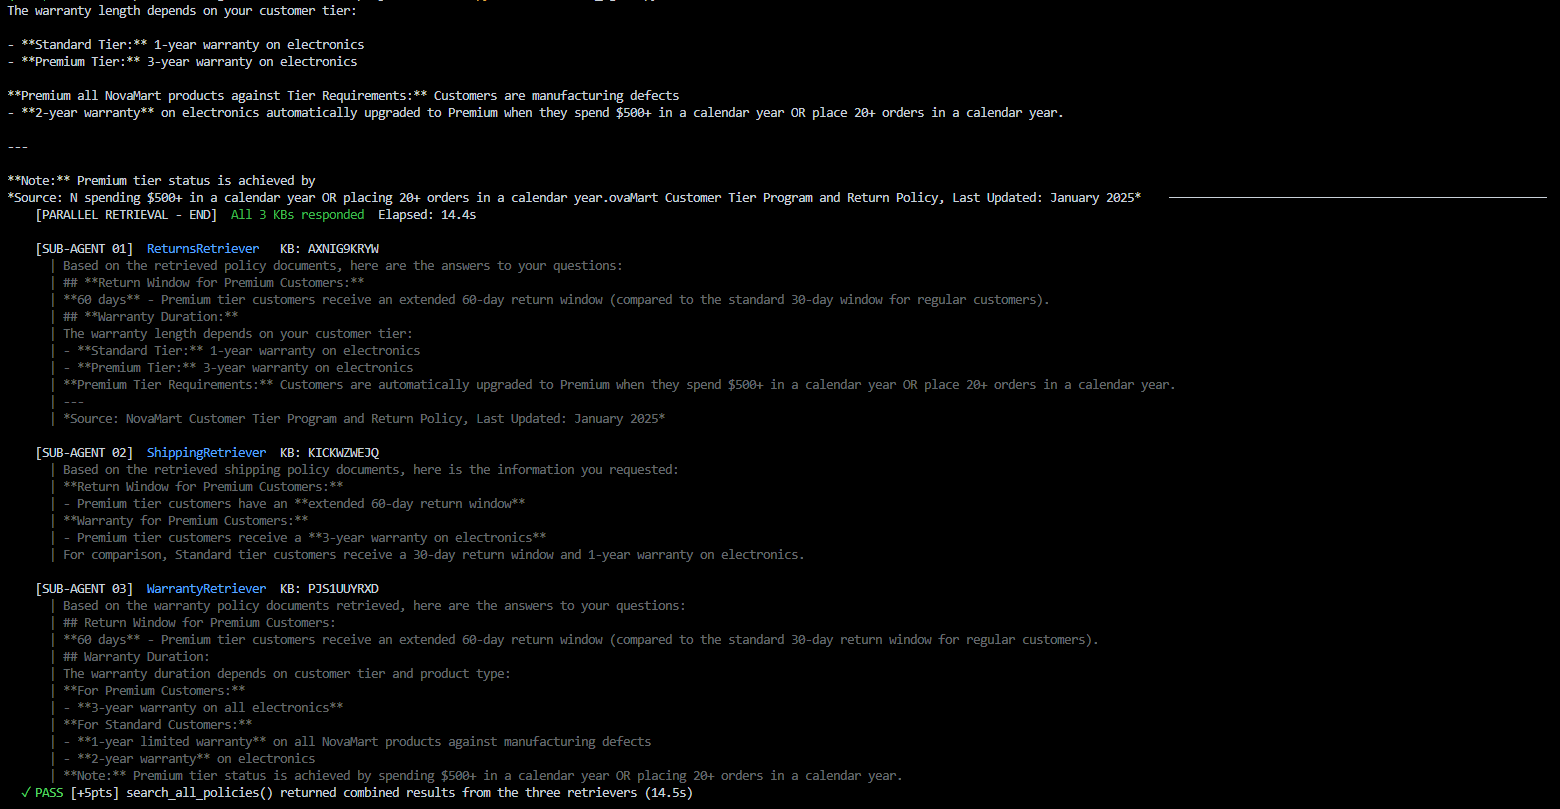 The warranty length depends on your customer tier:
- **Standard Tier:** 1-year warranty on electronics
- **Premium Tier:** 3-year warranty on electronics
**Premium all NovaMart products against Tier Requirements:** Customers are manufacturing defects
- **2-year warranty** on electronics automatically upgraded to Premium when they spend $500+ in a calendar year OR place 20+ orders in a calendar year.
---
**Note:** Premium tier status is achieved by
*Source: N spending $500+ in a calendar year OR placing 20+ orders in a calendar year.ovaMart Customer Tier Program and Return Policy, Last Updated: January 2025*
[PARALLEL RETRIEVAL - END] All 3 KBs responded Elapsed: 14.4s
[SUB-AGENT 01] ReturnsRetriever KB: AXNIG9KRYW
| Based on the retrieved policy documents, here are the answers to your questions:
| ## **Return Window for Premium Customers:**
| **60 days** - Premium tier customers receive an extended 60-day return window (compared to the standard 30-day window for regular customers).
| ## **Warranty Duration:**
| The warranty length depends on your customer tier:
| - **Standard Tier:** 1-year warranty on electronics
| - **Premium Tier:** 3-year warranty on electronics
| **Premium Tier Requirements:** Customers are automatically upgraded to Premium when they spend $500+ in a calendar year OR place 20+ orders in a calendar year.
| ---
| *Source: NovaMart Customer Tier Program and Return Policy, Last Updated: January 2025*
[SUB-AGENT 02] ShippingRetriever KB: KICKWZWEJQ
| Based on the retrieved shipping policy documents, here is the information you requested:
| **Return Window for Premium Customers:**
| - Premium tier customers have an **extended 60-day return window**
| **Warranty for Premium Customers:**
| - Premium tier customers receive a **3-year warranty on electronics**
| For comparison, Standard tier customers receive a 30-day return window and 1-year warranty on electronics.
[SUB-AGENT 03] WarrantyRetriever KB: PJS1UUYRXD
| Based on the warranty policy documents retrieved, here are the answers to your questions:
| ## Return Window for Premium Customers:
| **60 days** - Premium tier customers receive an extended 60-day return window (compared to the standard 30-day return window for regular customers).
| ## Warranty Duration:
| The warranty duration depends on customer tier and product type:
| **For Premium Customers:**
| - **3-year warranty on all electronics**
| **For Standard Customers:**
| - **1-year limited warranty** on all NovaMart products against manufacturing defects
| - **2-year warranty** on electronics
| **Note:** Premium tier status is achieved by spending $500+ in a calendar year OR placing 20+ orders in a calendar year.
✓ PASS [+5pts] search_all_policies() returned combined results from the three retrievers (14.5s)